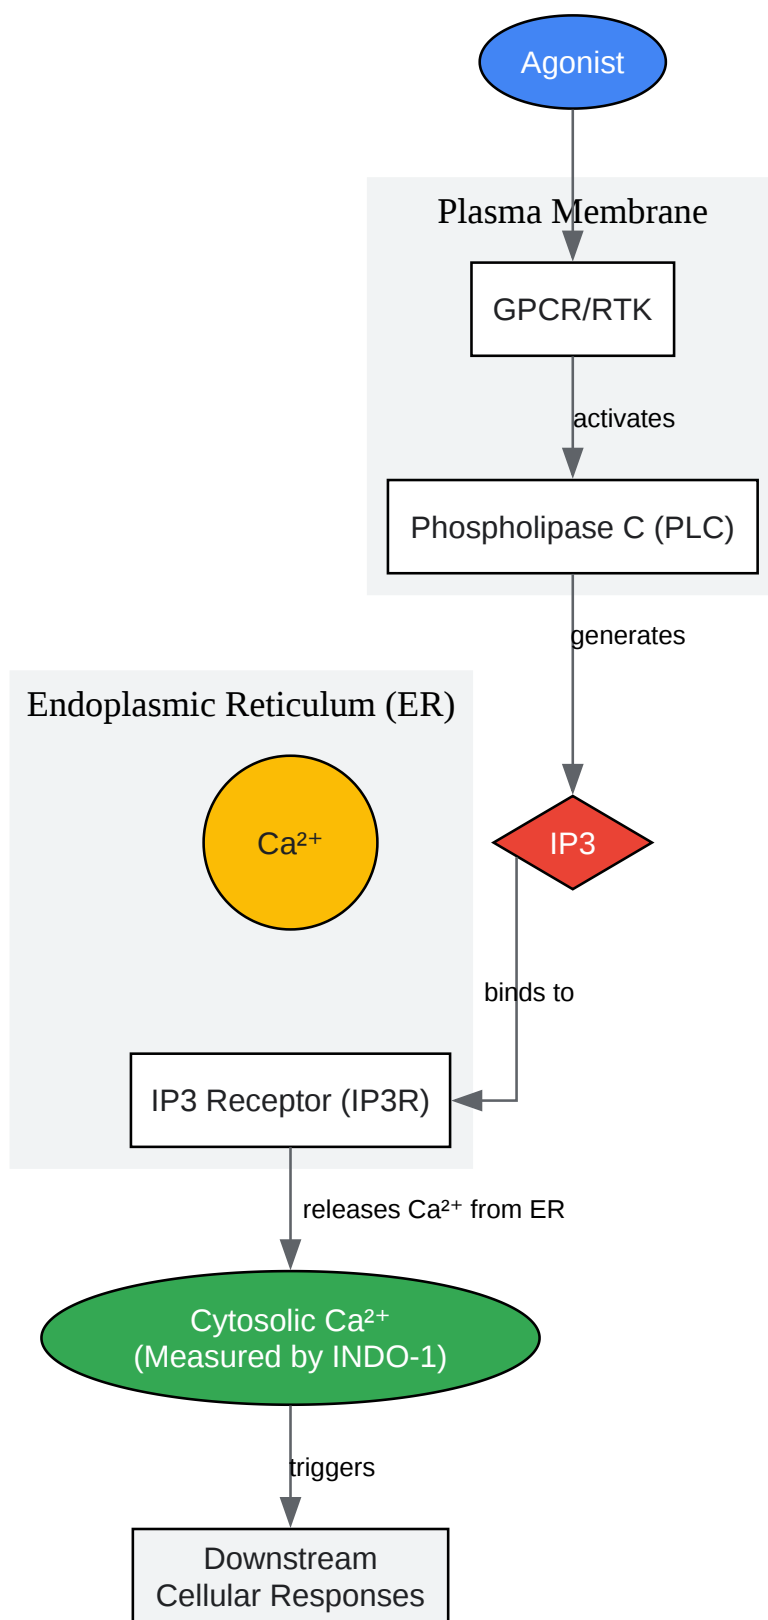 Agonist
Plasma Membrane
GPCR/RTK
activates
Phospholipase C (PLC)
generates
Endoplasmic Reticulum (ER)
Ca²⁺
IP3
binds to
IP3 Receptor (IP3R)
releases Ca²⁺ from ER
Cytosolic Ca²⁺
(Measured by INDO-1)
triggers
Downstream
Cellular Responses